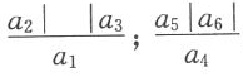 a₂|   |a₃ ; a₅|a₆|
a₁   a₄